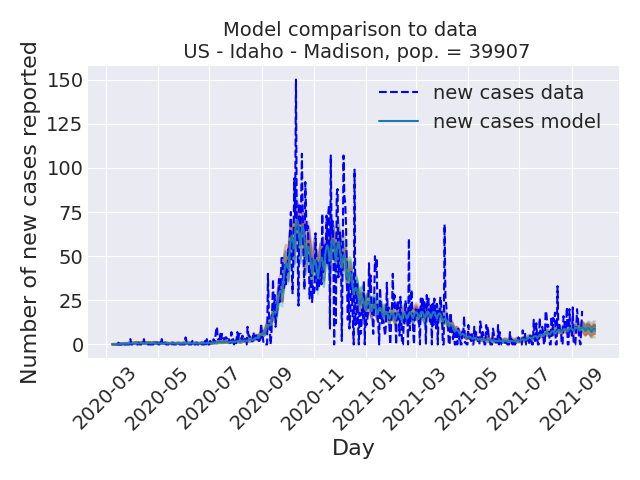 Model comparison to data
US - Idaho - Madison, pop. = 39907
Number of new cases reported
150
125
100
75
50
25
0
new cases data
new cases model
2020-03
2020-05
2020-07
2020-09
2020-11
2021-01
2021-03
2021-05
2021-07
2021-09
Day